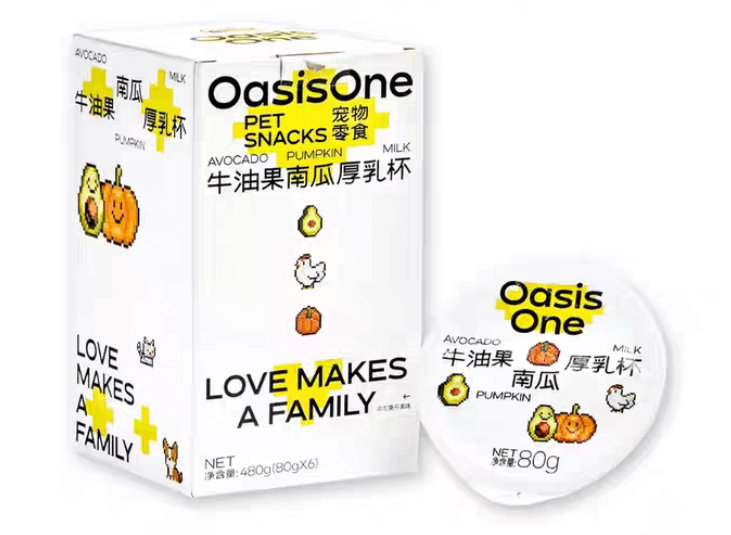 Oasis
One
AVOCADO
MILK
南瓜
牛油果
厚乳杯
PUMPKIN
LOVE
MAKES
A
FAMILY
OasisOne
PET 宠物
SNACKS 零食
AVOCADO PUMPKIN MILK
牛油果南瓜厚乳杯
LOVE MAKES
A FAMILY
NET
净含量:480g(80gX6)
Oasis
One
AVOCADO MILK
牛油果 厚乳杯
南瓜
PUMPKIN
NET
净含量:80g